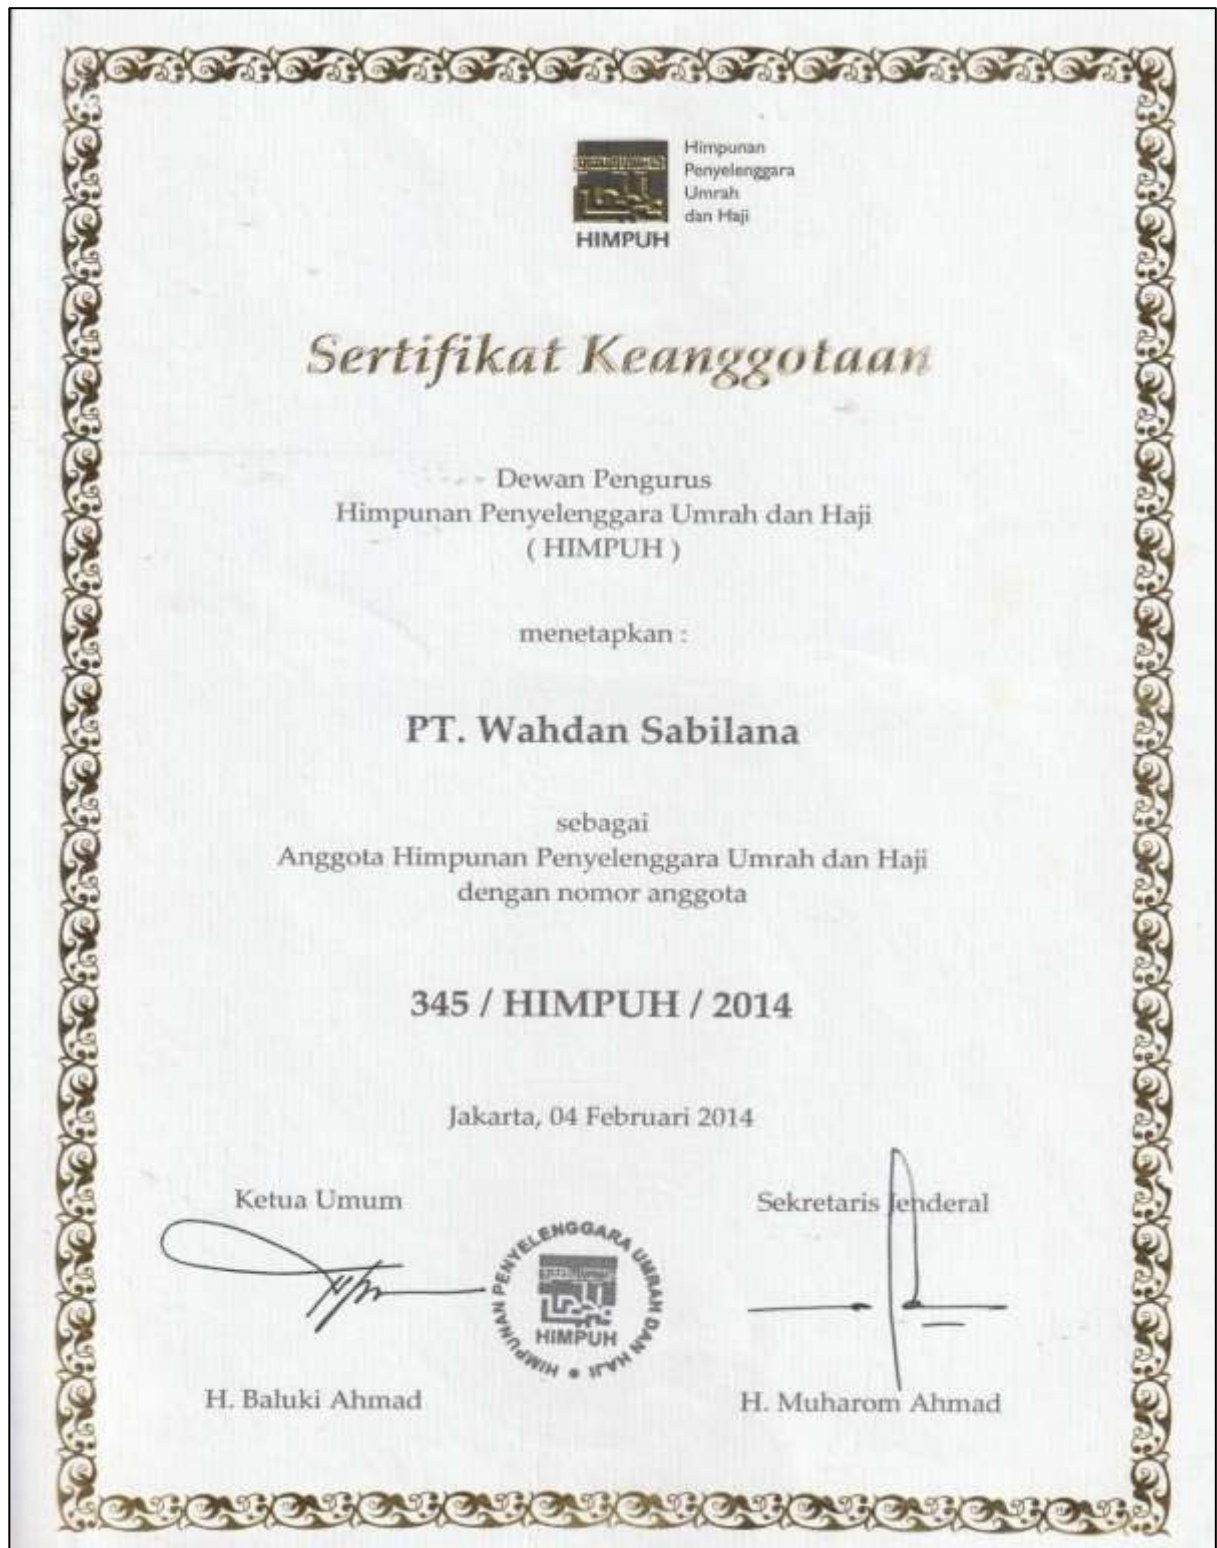 Himpunan
Penyelenggara
Umrah
dan Haji
HIMPUH
Sertifikat Keanggotaan
Dewan Pengurus
Himpunan Penyelenggara Umrah dan Haji
( HIMPUH )
menetapkan :
PT. Wahdan Sabilana
sebagai
Anggota Himpunan Penyelenggara Umrah dan Haji
dengan nomor anggota
345 / HIMPUH / 2014
Jakarta, 04 Februari 2014
Ketua Umum
Sekretaris Jenderal
HIMPUNAN PENYELENGGARA UMRAH DAN HAJI
HIMPUH
H. Baluki Ahmad
H. Muharom Ahmad